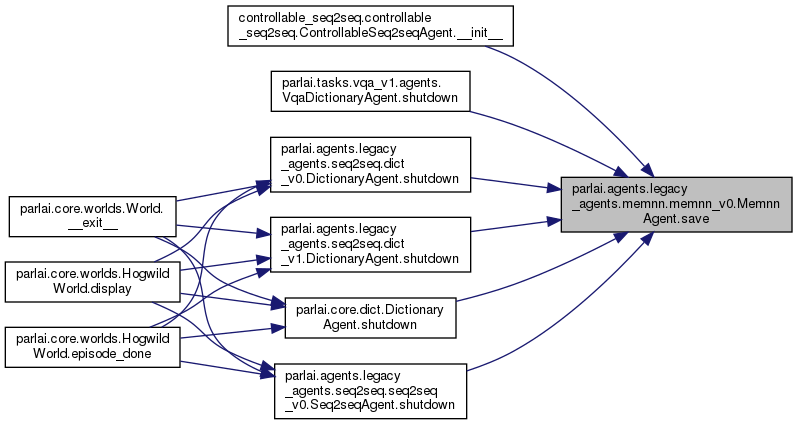 controllable_seq2seq.controllable
_seq2seq.ControllableSeq2seqAgent.__init__
parlai.tasks.vqa_v1.agents.
VqaDictionaryAgent.shutdown
parlai.agents.legacy
_agents.seq2seq.dict
_v0.DictionaryAgent.shutdown
parlai.agents.legacy
_agents.memnn.memnn_v0.Memnn
Agent.save
parlai.core.worlds.World.
__exit__
parlai.agents.legacy
_agents.seq2seq.dict
_v1.DictionaryAgent.shutdown
parlai.core.worlds.Hogwild
World.display
parlai.core.dict.Dictionary
Agent.shutdown
parlai.core.worlds.Hogwild
World.episode_done
parlai.agents.legacy
_agents.seq2seq.seq2seq
_v0.Seq2seqAgent.shutdown